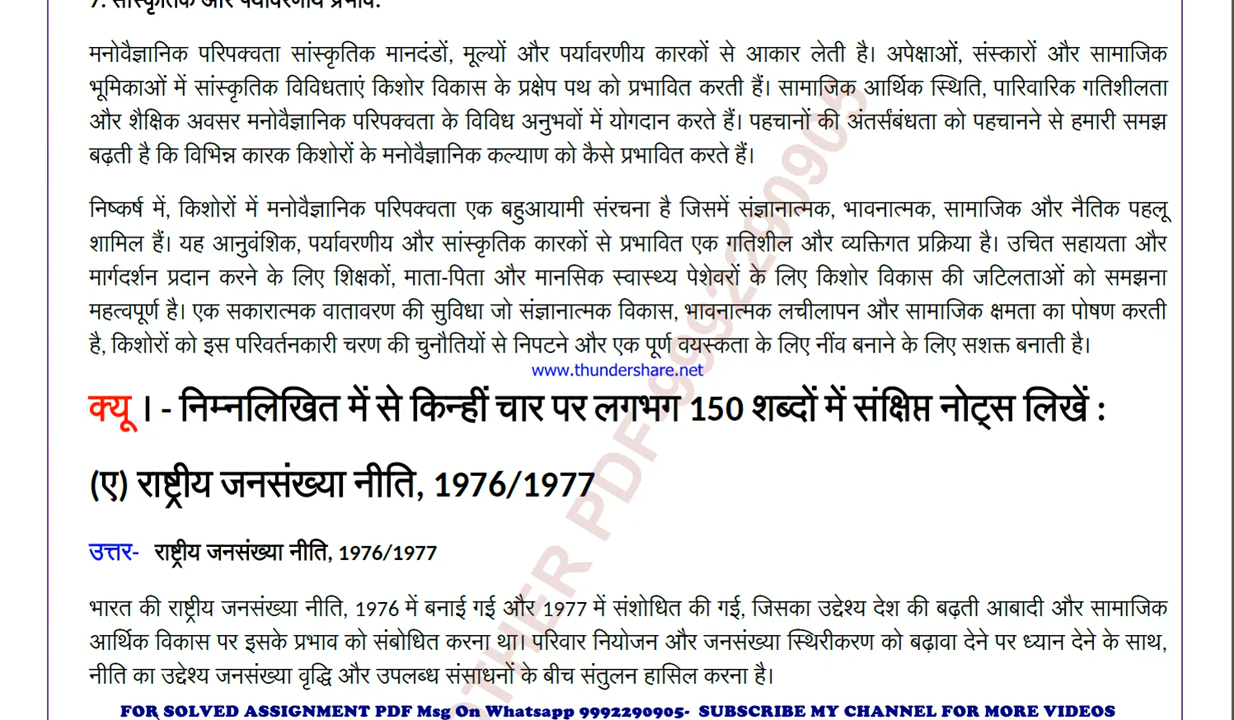 7. सांस्कृतिक और पर्यावरणीय प्रभाव:
मनोवैज्ञानिक परिपक्वता सांस्कृतिक मानदंडों, मूल्यों और पर्यावरणीय कारकों से आकार लेती है। अपेक्षाओं, संस्कारों और सामाजिक
भूमिकाओं में सांस्कृतिक विविधताएं किशोर विकास के प्रक्षेप पथ को प्रभावित करती हैं। सामाजिक आर्थिक स्थिति, पारिवारिक गतिशीलता
और शैक्षिक अवसर मनोवैज्ञानिक परिपक्वता के विविध अनुभवों में योगदान करते हैं। पहचानों की अंतर्संबंधता को पहचानने से हमारी समझ
बढ़ती है कि विभिन्न कारक किशोरों के मनोवैज्ञानिक कल्याण को कैसे प्रभावित करते हैं।
निष्कर्ष में, किशोरों में मनोवैज्ञानिक परिपक्वता एक बहुआयामी संरचना है जिसमें संज्ञानात्मक, भावनात्मक, सामाजिक और नैतिक पहलू
शामिल हैं। यह आनुवंशिक, पर्यावरणीय और सांस्कृतिक कारकों से प्रभावित एक गतिशील और व्यक्तिगत प्रक्रिया है। उचित सहायता और
मार्गदर्शन प्रदान करने के लिए शिक्षकों, माता-पिता और मानसिक स्वास्थ्य पेशेवरों के लिए किशोर विकास की जटिलताओं को समझना
महत्वपूर्ण है। एक सकारात्मक वातावरण की सुविधा जो संज्ञानात्मक विकास, भावनात्मक लचीलापन और सामाजिक क्षमता का पोषण करती
है, किशोरों को इस परिवर्तनकारी चरण की चुनौतियों से निपटने और एक पूर्ण वयस्कता के लिए नींव बनाने के लिए सशक्त बनाती है।
www.thundershare.net
क्यू । - निम्नलिखित में से किन्हीं चार पर लगभग 150 शब्दों में संक्षिप्त नोट्स लिखें :
(ए) राष्ट्रीय जनसंख्या नीति, 1976/1977
उत्तर- राष्ट्रीय जनसंख्या नीति, 1976/1977
भारत की राष्ट्रीय जनसंख्या नीति, 1976 में बनाई गई और 1977 में संशोधित की गई, जिसका उद्देश्य देश की बढ़ती आबादी और सामाजिक
आर्थिक विकास पर इसके प्रभाव को संबोधित करना था। परिवार नियोजन और जनसंख्या स्थिरीकरण को बढ़ावा देने पर ध्यान देने के साथ,
नीति का उद्देश्य जनसंख्या वृद्धि और उपलब्ध संसाधनों के बीच संतुलन हासिल करना है।
OTHER PDF-9992290905
FOR SOLVED ASSIGNMENT PDF Msg On Whatsapp 9992290905- SUBSCRIBE MY CHANNEL FOR MORE VIDEOS